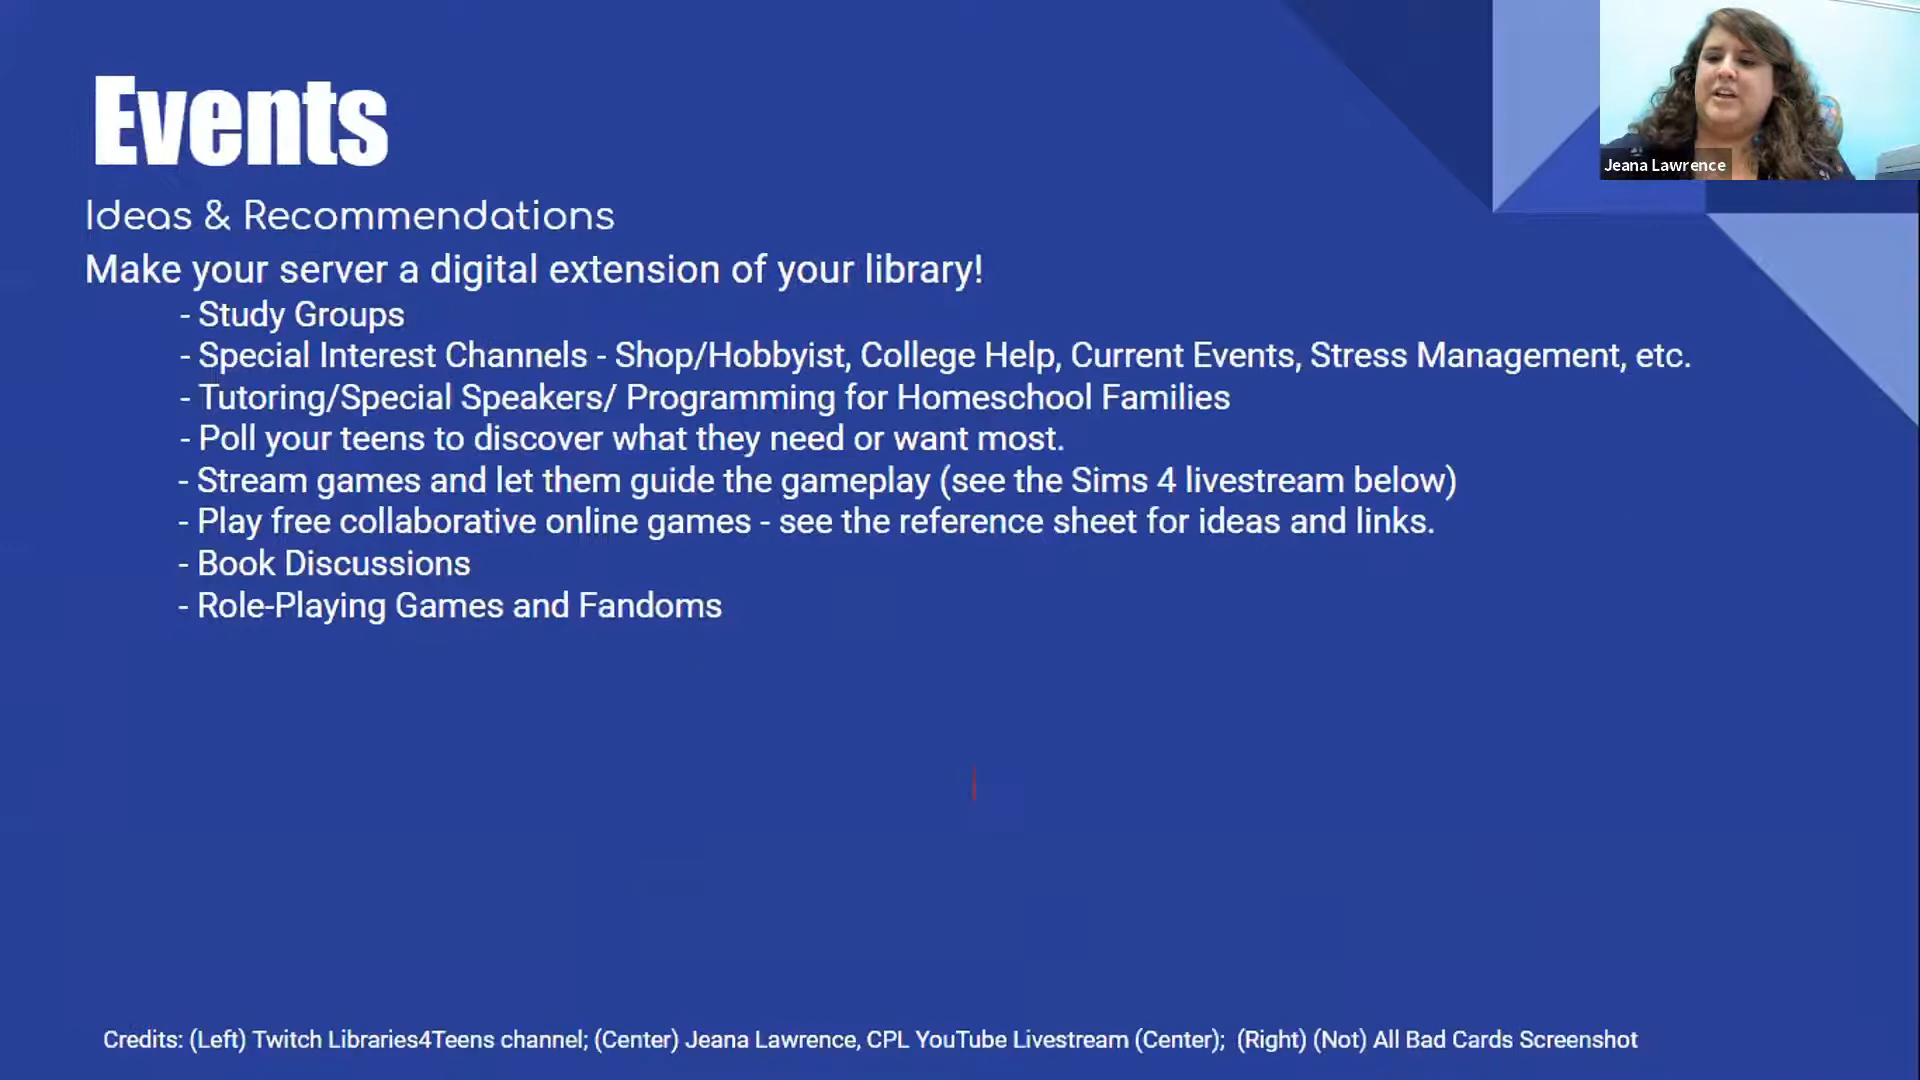 Events
Jeana Lawrence
Ideas & Recommendations
Make your server a digital extension of your library!
- Study Groups
- Special Interest Channels - Shop/Hobbyist, College Help, Current Events, Stress Management, etc.
- Tutoring/Special Speakers/ Programming for Homeschool Families
- Poll your teens to discover what they need or want most.
- Stream games and let them guide the gameplay (see the Sims 4 livestream below)
- Play free collaborative online games - see the reference sheet for ideas and links.
- Book Discussions
- Role-Playing Games and Fandoms
Credits: (Left) Twitch Libraries4Teens channel; (Center) Jeana Lawrence, CPL YouTube Livestream (Center);  (Right) (Not) All Bad Cards Screenshot